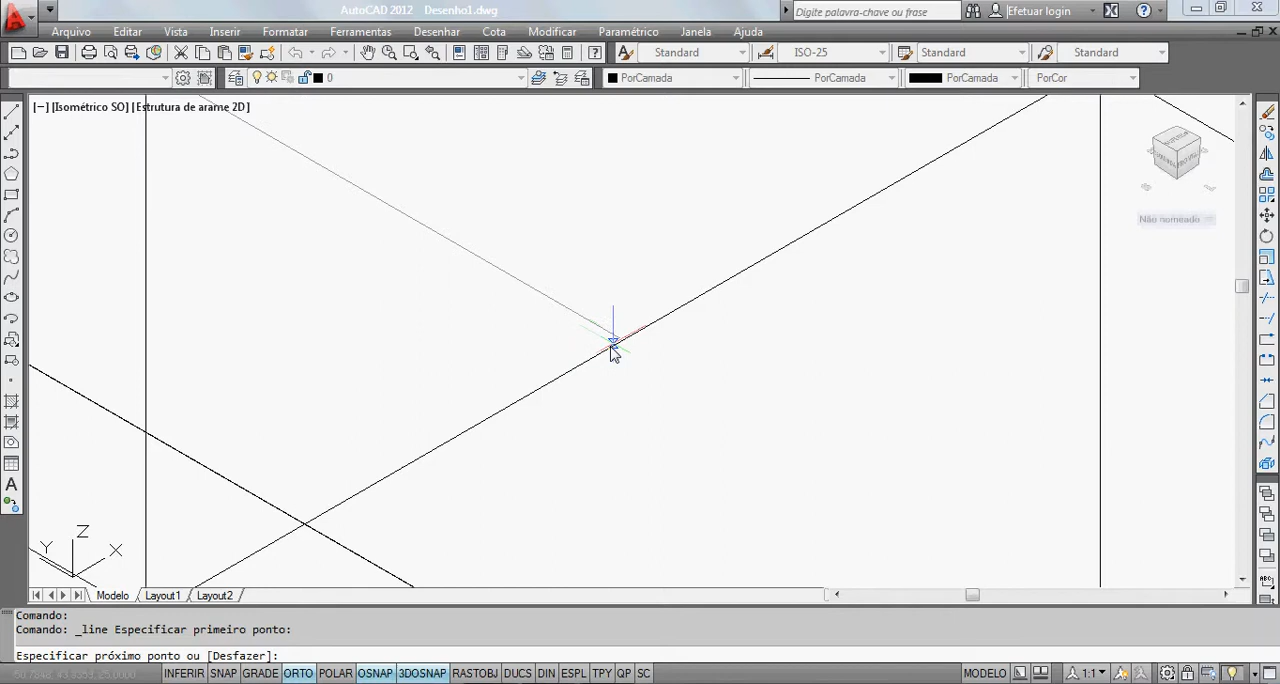 AutoCAD 2012 Desenho1.dwg
Digite palavra-chave ou frase
Efetuar login
Arquivo Editar Vista Inserir Formatar Ferramentas Desenhar Cota Modificar Paramétrico Janela Ajuda
Standard ISO-25 Standard Standard
0 PorCamada PorCamada PorCamada PorCor
[−] [Isométrico SO] [Estrutura de arame 2D]
Não nomeado
Z
Y X
Modelo Layout1 Layout2
Comando:
Comando: _line Especificar primeiro ponto:
Especificar próximo ponto ou [Desfazer]:
INFERIR SNAP GRADE ORTO POLAR OSNAP 3DOSNAP RASTOBJ DUCS DIN ESPL TPY QP SC MODELO 1:1